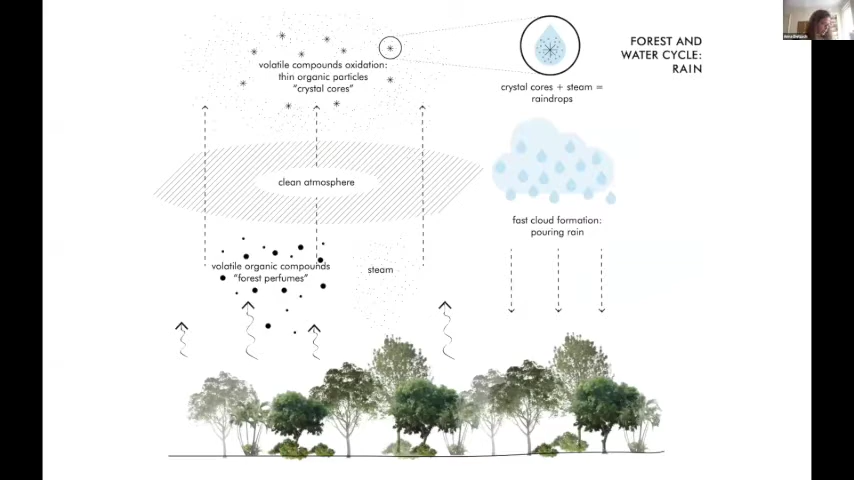 FOREST AND
WATER CYCLE:
RAIN
volatile compounds oxidation:
thin organic particles
"crystal cores"
crystal cores + steam =
raindrops
clean atmosphere
fast cloud formation:
pouring rain
volatile organic compounds
"forest perfumes"
steam